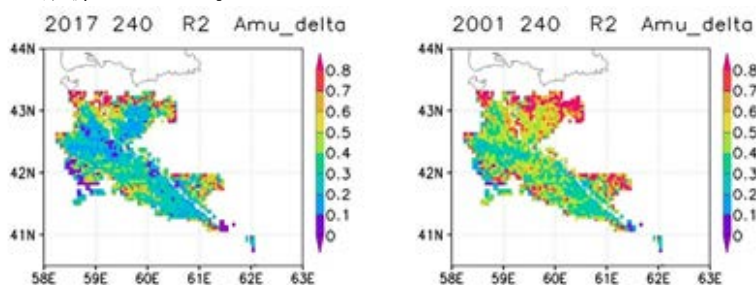 2017 240 R2 Amu_delta
44N
43N
42N
41N
58E 59E 60E 61E 62E 63E
0.8
0.7
0.6
0.5
0.4
0.3
0.2
0.1
0
2001 240 R2 Amu_delta
44N
43N
42N
41N
58E 59E 60E 61E 62E 63E
0.8
0.7
0.6
0.5
0.4
0.3
0.2
0.1
0